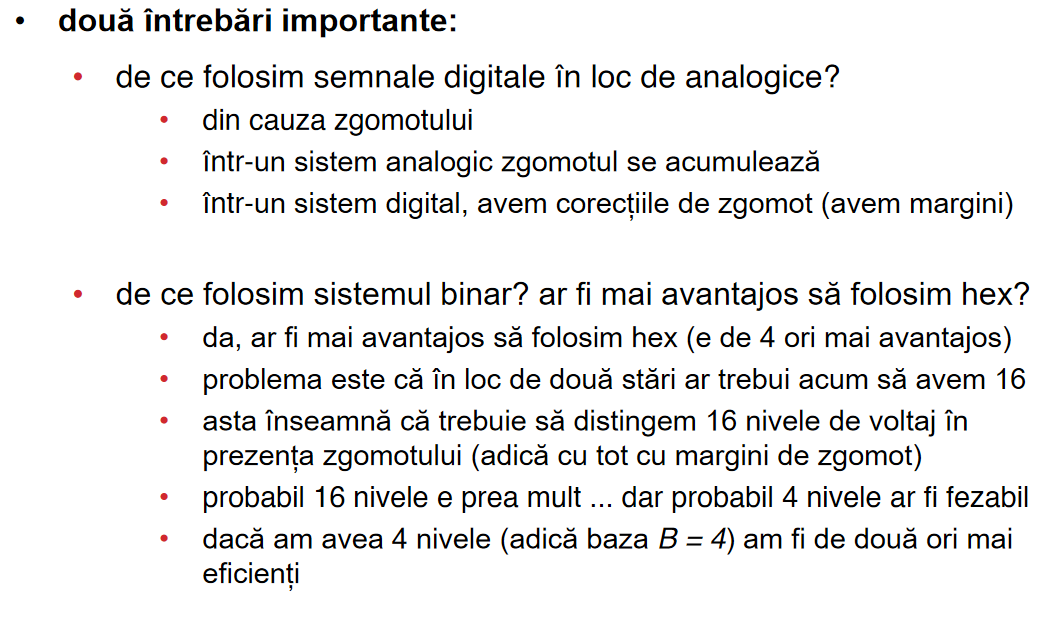 • două întrebări importante:
• de ce folosim semnale digitale în loc de analogice?
• din cauza zgomotului
• într-un sistem analogic zgomotul se acumulează
• într-un sistem digital, avem corecțiile de zgomot (avem margini)
• de ce folosim sistemul binar? ar fi mai avantajos să folosim hex?
• da, ar fi mai avantajos să folosim hex (e de 4 ori mai avantajos)
• problema este că în loc de două stări ar trebui acum să avem 16
• asta înseamnă că trebuie să distingem 16 nivele de voltaj în
prezența zgomotului (adică cu tot cu margini de zgomot)
• probabil 16 nivele e prea mult ... dar probabil 4 nivele ar fi fezabil
• dacă am avea 4 nivele (adică baza B = 4) am fi de două ori mai
eficienți